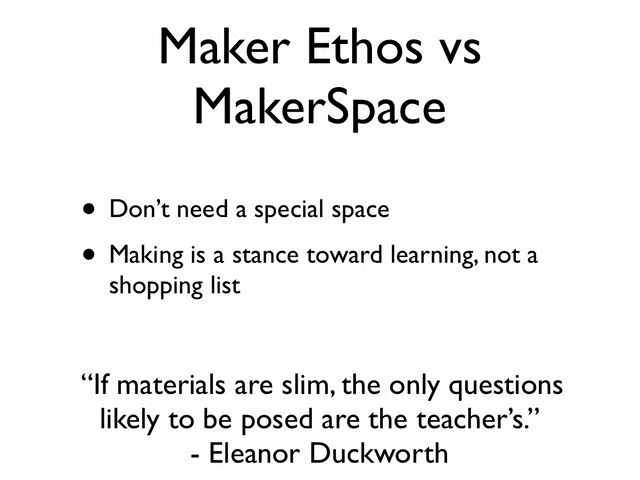 Maker Ethos vs
MakerSpace
• Don’t need a special space
• Making is a stance toward learning, not a
shopping list
“If materials are slim, the only questions
likely to be posed are the teacher’s.”
- Eleanor Duckworth